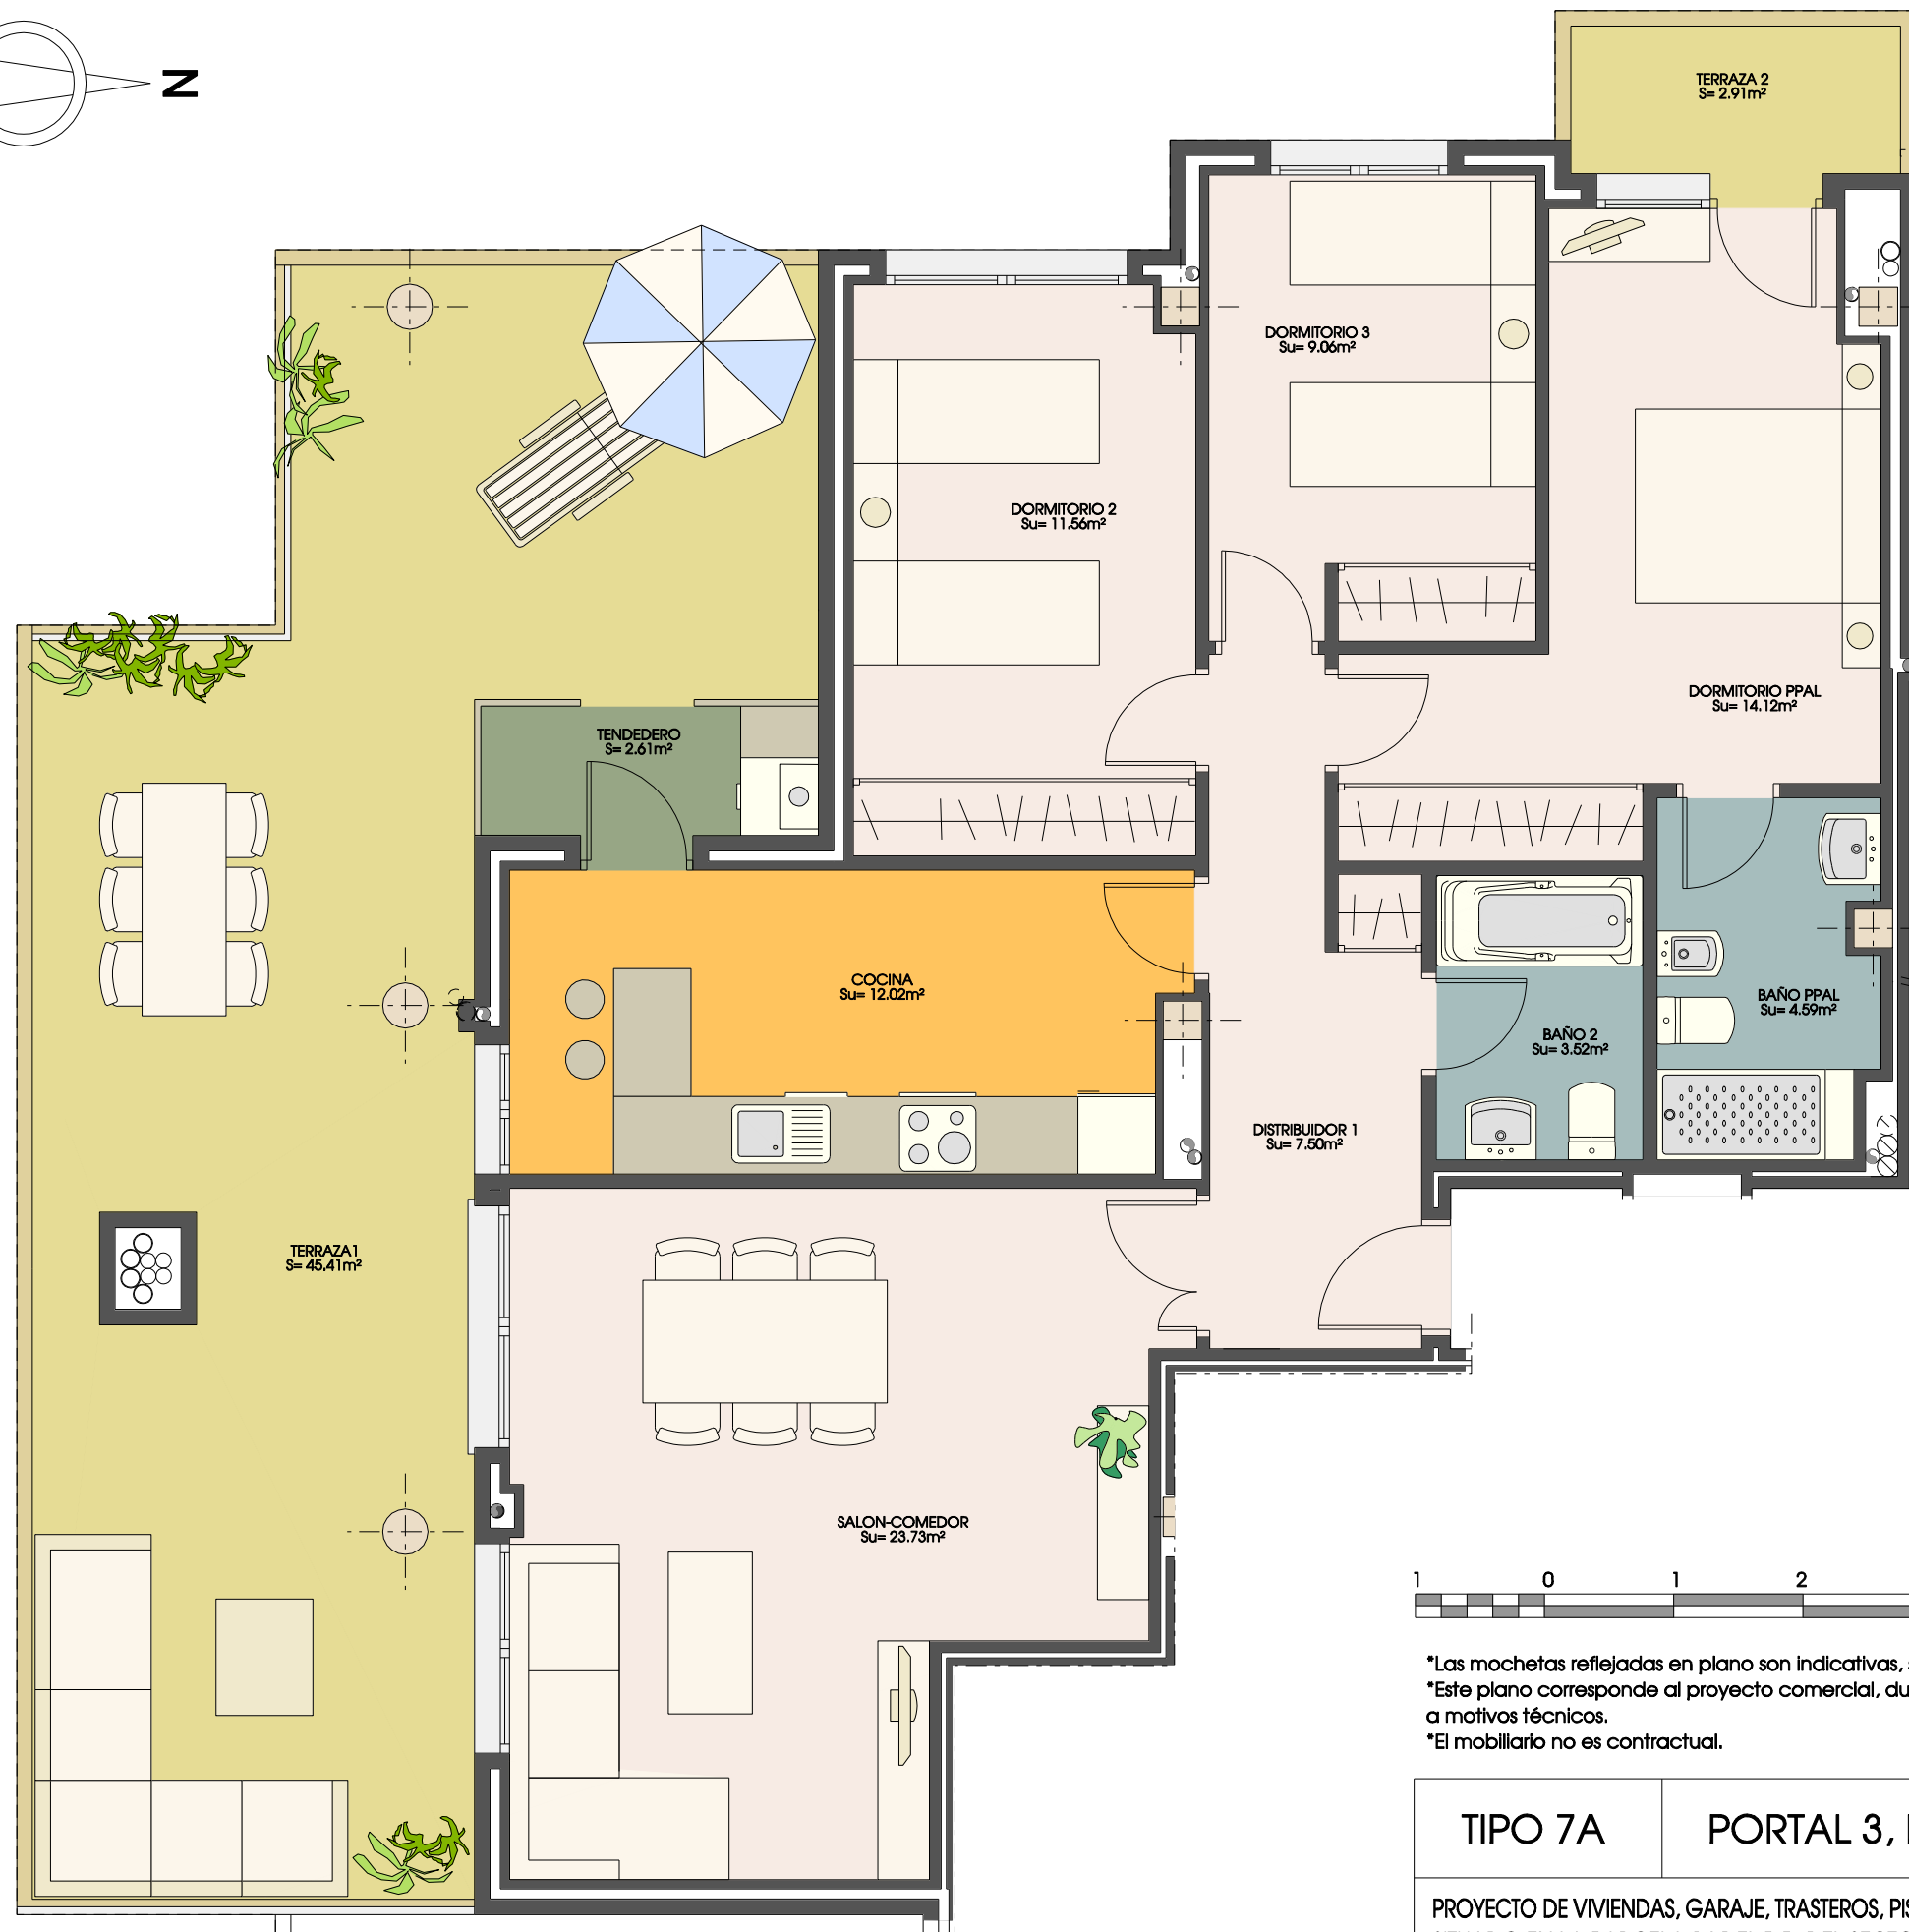 N
TERRAZA 2
S= 2.91m²
DORMITORIO 3
Su= 9.06m²
DORMITORIO 2
Su= 11.56m²
DORMITORIO PPAL
Su= 14.12m²
TENDEDERO
S= 2.61m²
COCINA
Su= 12.02m²
BAÑO PPAL
Su= 4.59m²
BAÑO 2
Su= 3.52m²
DISTRIBUIDOR 1
Su= 7.50m²
TERRAZA1
S= 45.41m²
SALON-COMEDOR
Su= 23.73m²
1 0 1 2
*Las mochetas reflejadas en plano son indicativas,
*Este plano corresponde al proyecto comercial,
a motivos técnicos.
*El mobiliario no es contractual.
TIPO 7A
PORTAL 3,
PROYECTO DE VIVIENDAS, GARAJE, TRASTEROS,